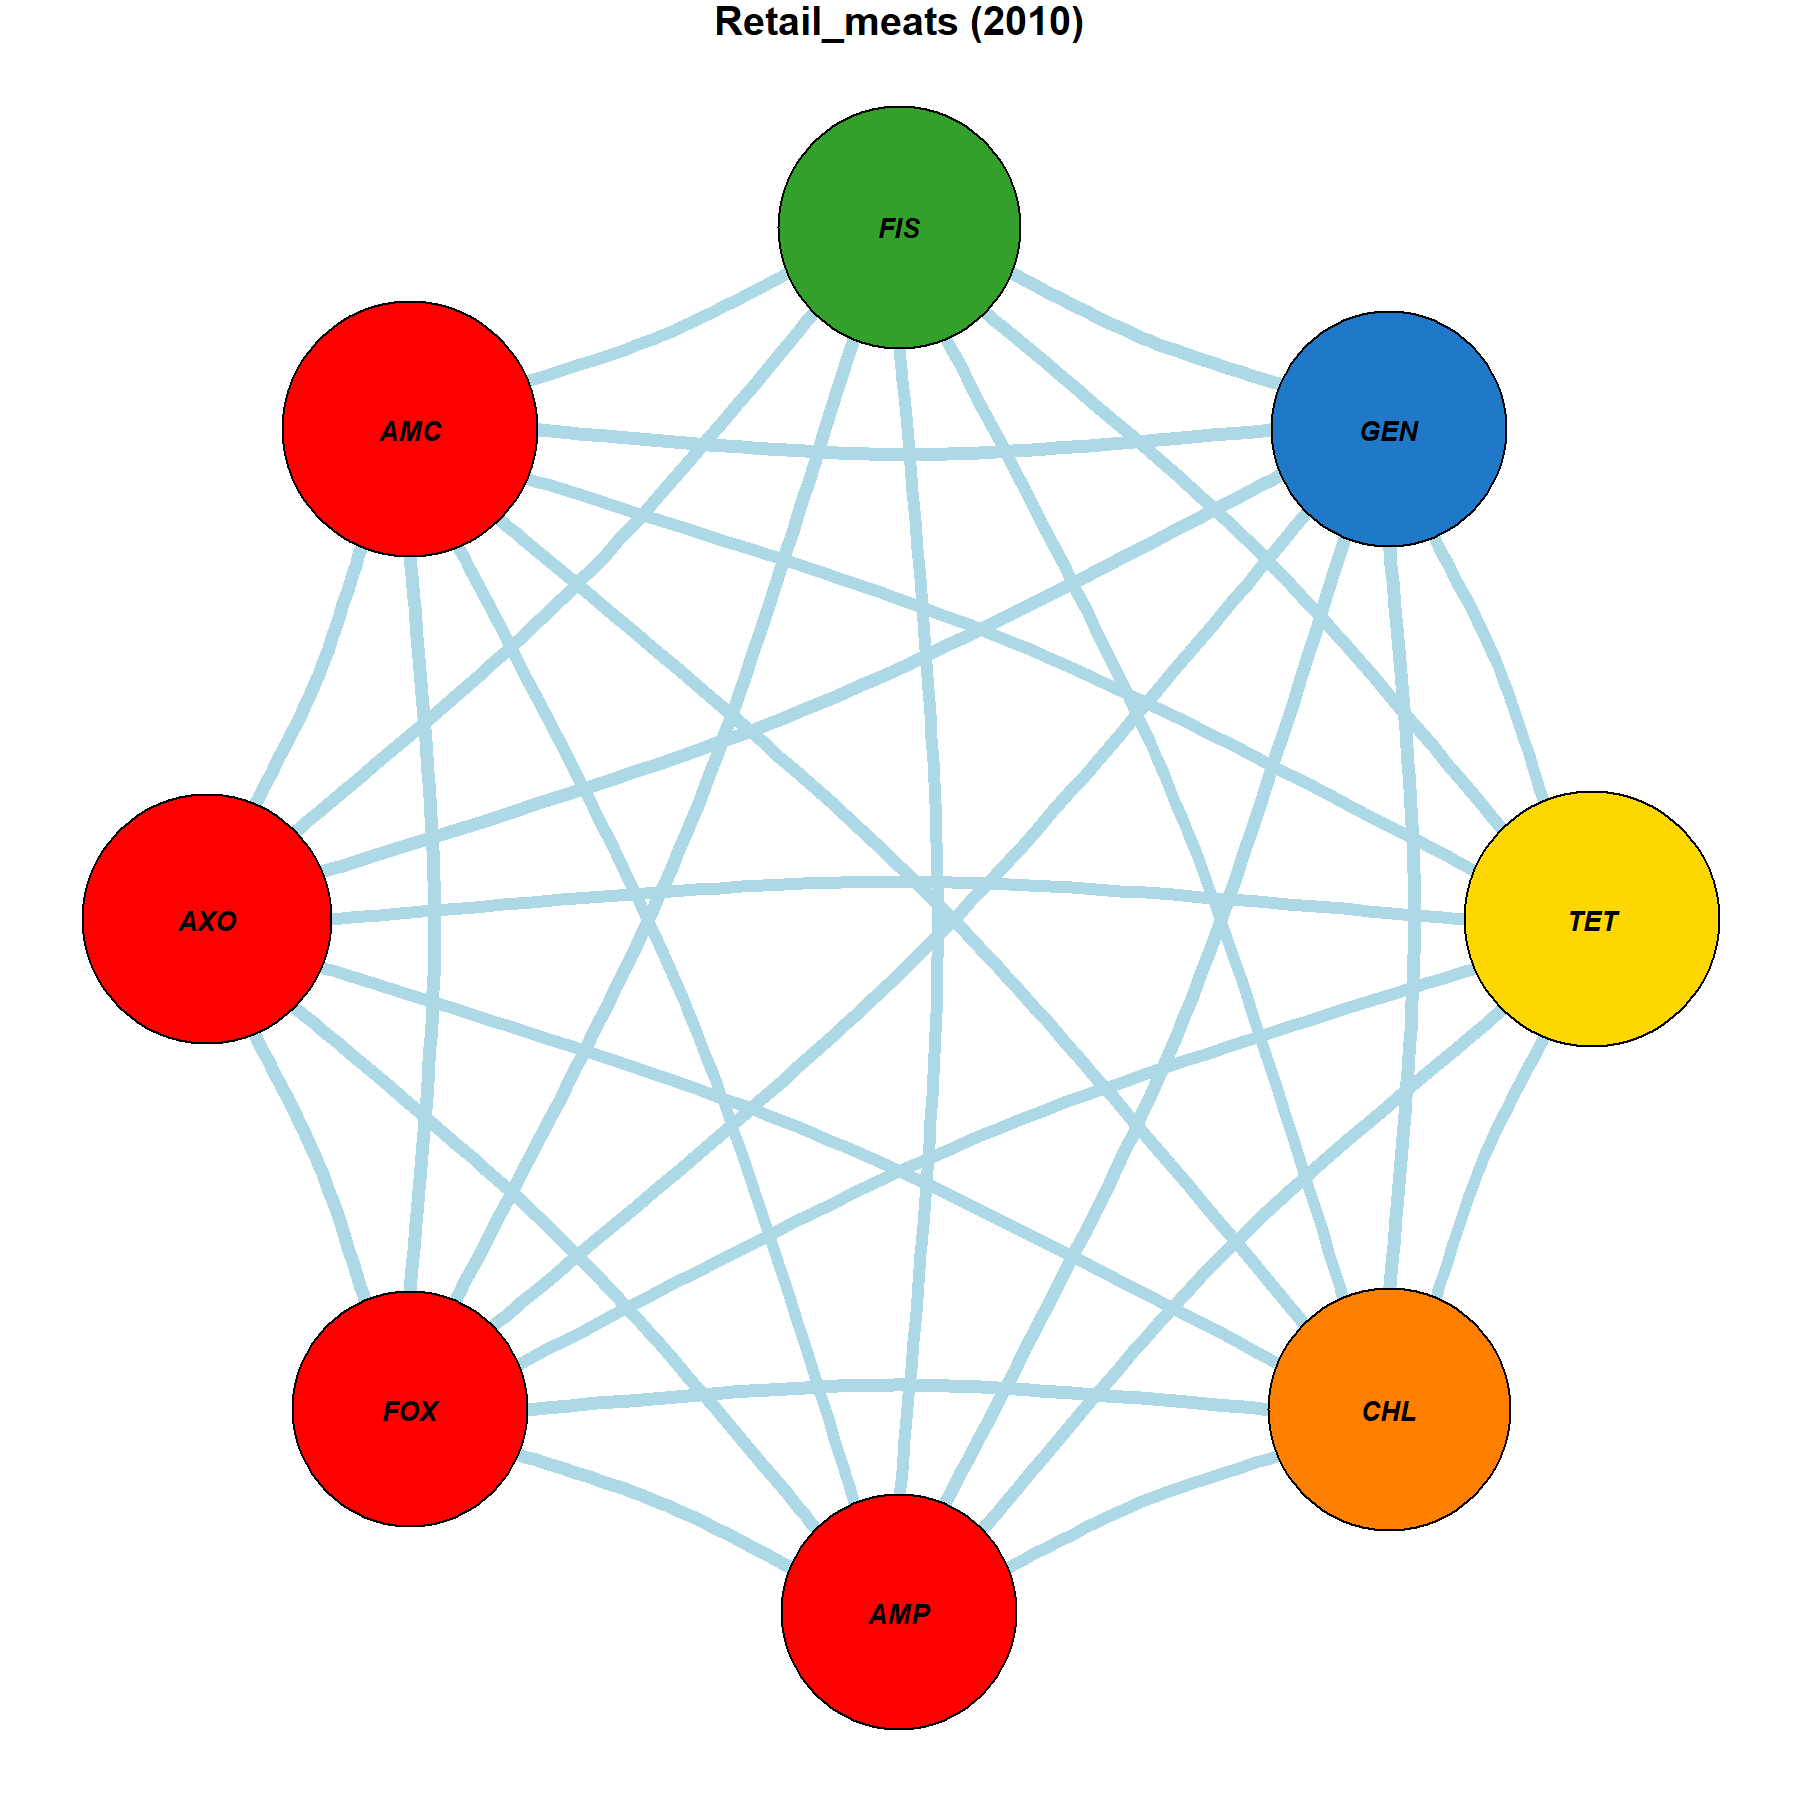 Retail_meats (2010)
FIS
AMC
GEN
AXO
TET
FOX
CHL
AMP